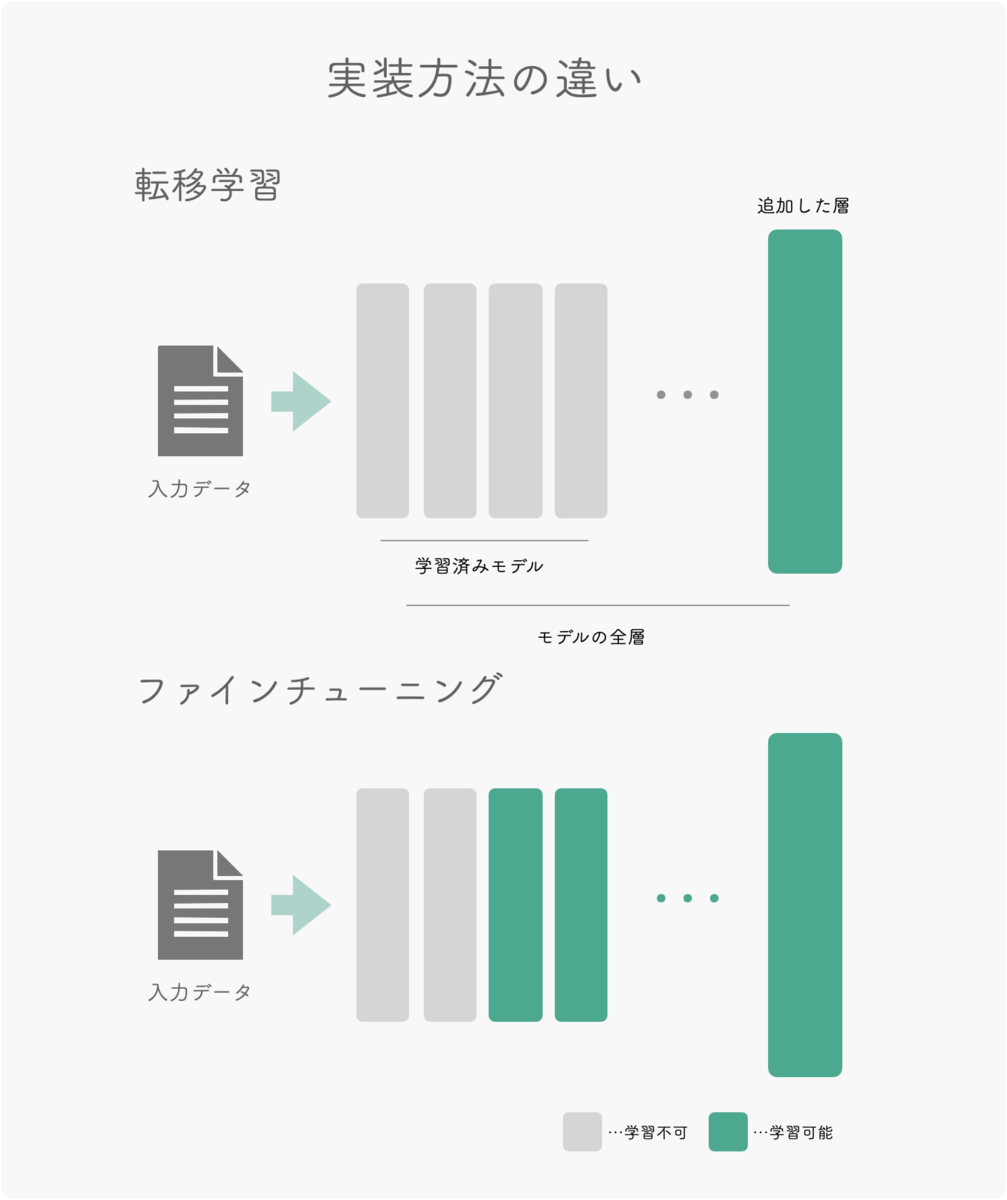 実装方法の違い
転移学習
追加した層
入力データ
学習済みモデル
モデルの全層
ファインチューニング
入力データ
…学習不可
…学習可能